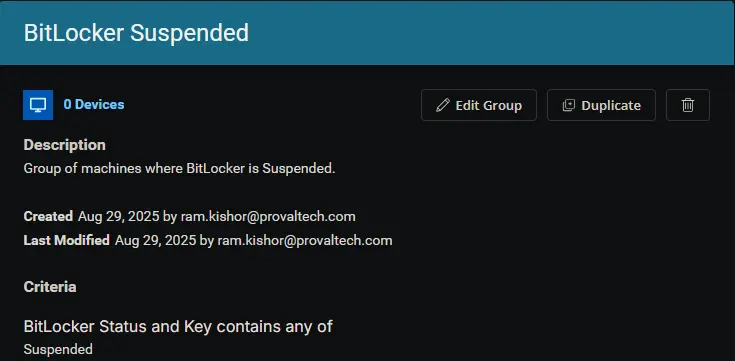 BitLocker Suspended
0 Devices
Edit Group
Duplicate
Description
Group of machines where BitLocker is Suspended.
Created Aug 29, 2025 by ram.kishor@provaltech.com
Last Modified Aug 29, 2025 by ram.kishor@provaltech.com
Criteria
BitLocker Status and Key contains any of
Suspended